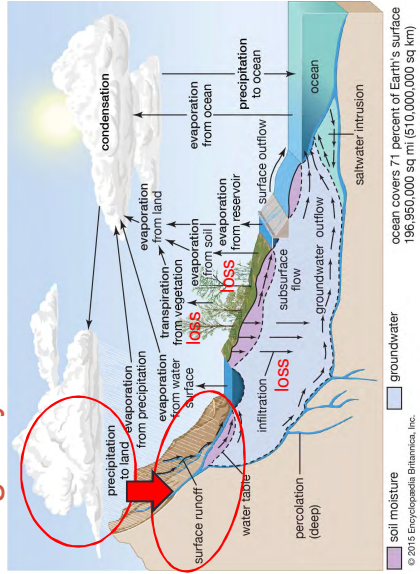 condensation
precipitation
to ocean
evaporation
from ocean
ocean
precipitation
to land
evaporation
from precipitation
evaporation
from land
transpiration
from vegetation
loss
evaporation
from soil
loss
evaporation
from reservoir
surface outflow
evaporation
from water
surface
surface runoff
water table
infiltration
loss
subsurface
flow
groundwater outflow
saltwater intrusion
percolation
(deep)
soil moisture
groundwater
ocean covers 71 percent of Earth's surface
196,950,000 sq mi (510,000,000 sq km)
© 2015 Encyclopædia Britannica, Inc.